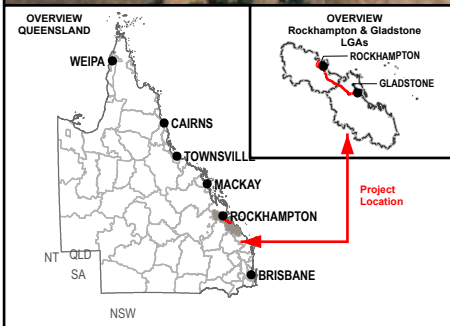 OVERVIEW
QUEENSLAND
WEIPA
CAIRNS
TOWNSVILLE
MACKAY
ROCKHAMPTON
BRISBANE
NT QLD
SA
NSW
OVERVIEW
Rockhampton & Gladstone
LGAs
ROCKHAMPTON
GLADSTONE
Project
Location